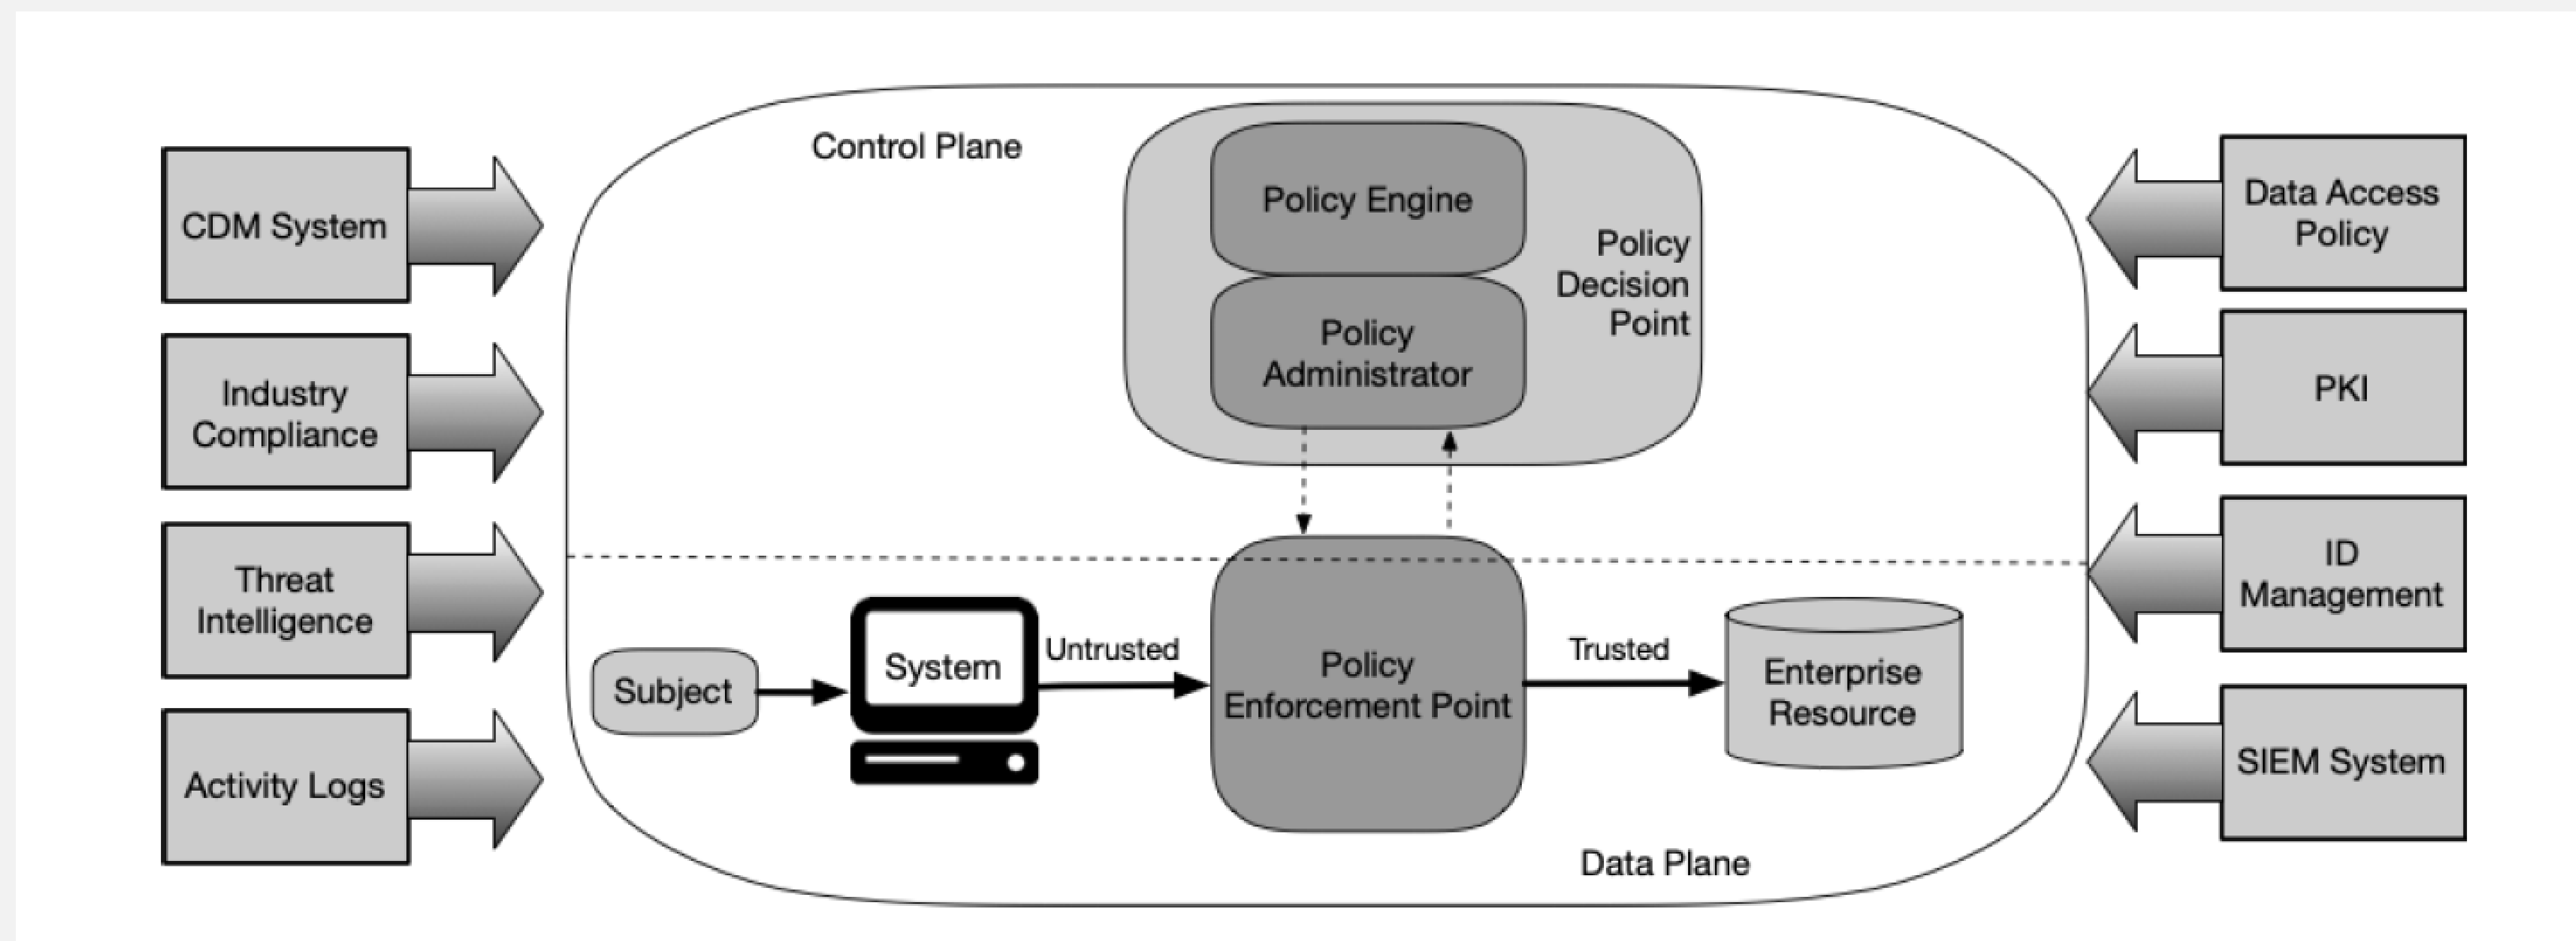 CDM System
Industry
Compliance
Threat
Intelligence
Activity Logs
Control Plane
Policy Engine
Policy
Administrator
Policy
Decision
Point
Subject
System
Untrusted
Policy
Enforcement Point
Trusted
Enterprise
Resource
Data Plane
Data Access
Policy
PKI
ID
Management
SIEM System